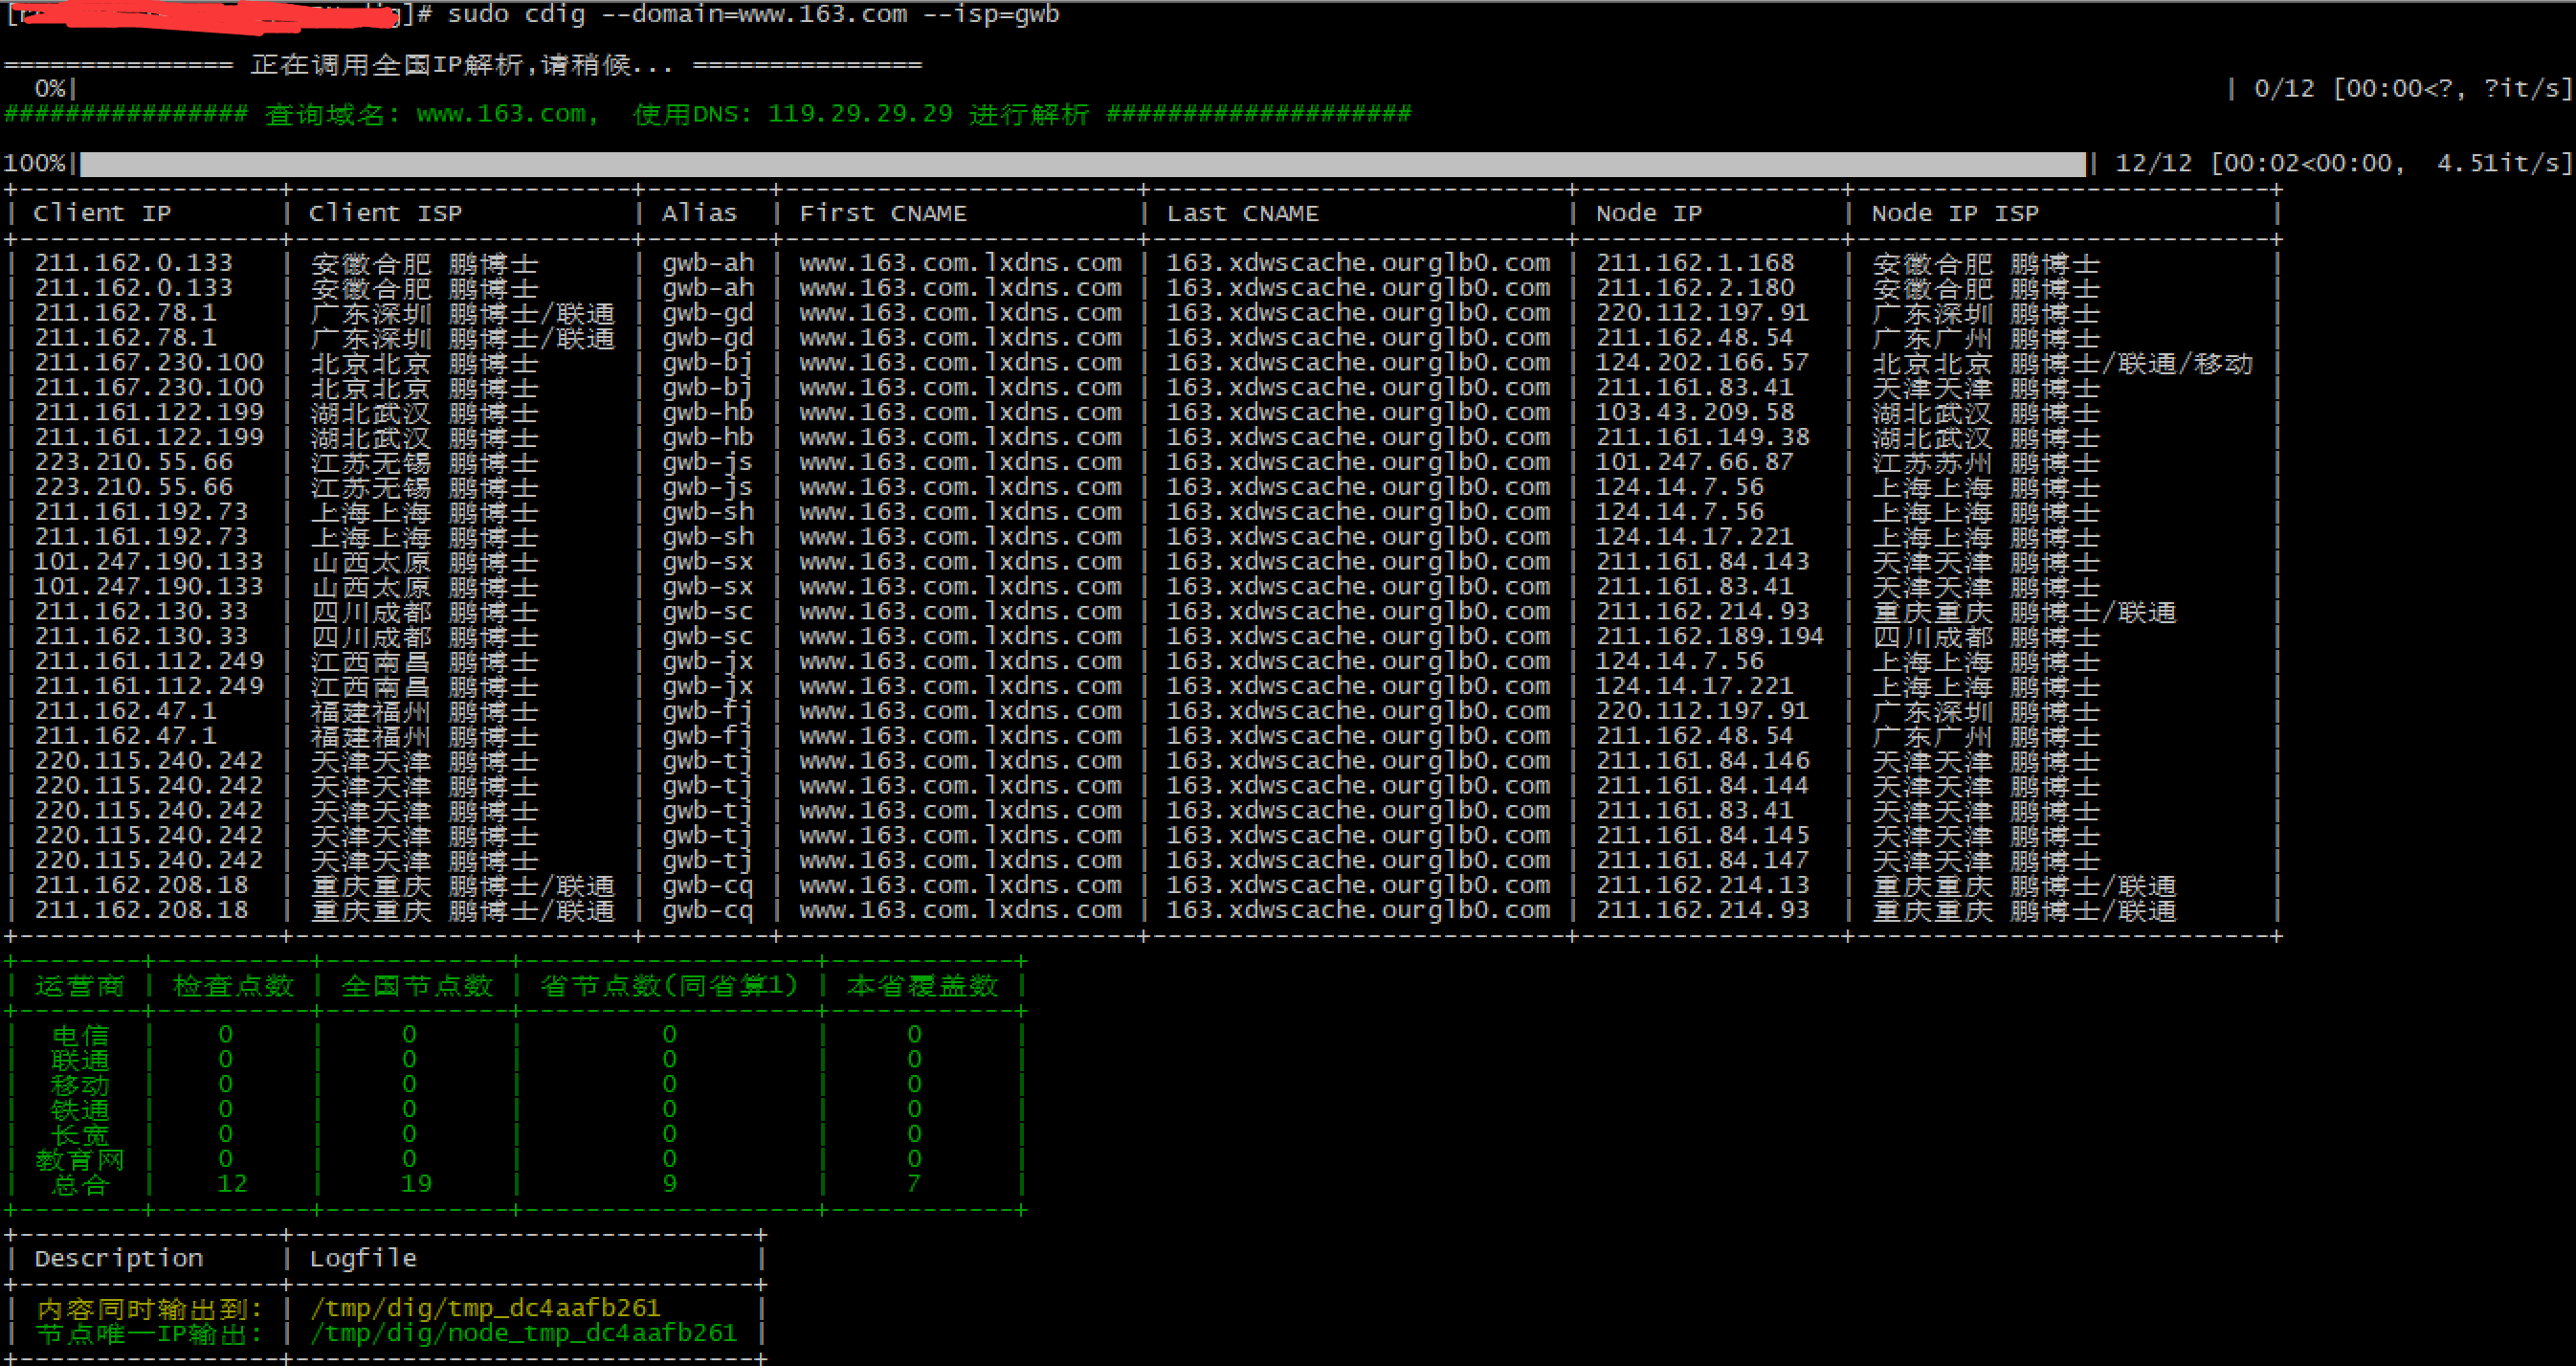 ]# sudo cdig --domain=www.163.com --isp=gwb
=============== 正在调用全国IP解析,请稍候... ===============
0%| | 0/12 [00:00<?, ?it/s]
################ 查询域名: www.163.com, 使用DNS: 119.29.29.29 进行解析 ####################
100%| | 12/12 [00:02<00:00, 4.51it/s]
| Client IP | Client ISP | Alias | First CNAME | Last CNAME | Node IP | Node IP ISP |
| 211.162.0.133 | 安徽合肥 鹏博士 | gwb-ah | www.163.com.lxdns.com | 163.xdwscache.ourglb0.com | 211.162.1.168 | 安徽合肥 鹏博士 |
| 211.162.0.133 | 安徽合肥 鹏博士 | gwb-ah | www.163.com.lxdns.com | 163.xdwscache.ourglb0.com | 211.162.2.180 | 安徽合肥 鹏博士 |
| 211.162.78.1 | 广东深圳 鹏博士/联通 | gwb-gd | www.163.com.lxdns.com | 163.xdwscache.ourglb0.com | 220.112.197.91 | 广东深圳 鹏博士 |
| 211.162.78.1 | 广东深圳 鹏博士/联通 | gwb-gd | www.163.com.lxdns.com | 163.xdwscache.ourglb0.com | 211.162.48.54 | 广东广州 鹏博士 |
| 211.167.230.100 | 北京北京 鹏博士 | gwb-bj | www.163.com.lxdns.com | 163.xdwscache.ourglb0.com | 124.202.166.57 | 北京北京 鹏博士/联通/移动 |
| 211.167.230.100 | 北京北京 鹏博士 | gwb-bj | www.163.com.lxdns.com | 163.xdwscache.ourglb0.com | 211.161.83.41 | 天津天津 鹏博士 |
| 211.161.122.199 | 湖北武汉 鹏博士 | gwb-hb | www.163.com.lxdns.com | 163.xdwscache.ourglb0.com | 103.43.209.58 | 湖北武汉 鹏博士 |
| 211.161.122.199 | 湖北武汉 鹏博士 | gwb-hb | www.163.com.lxdns.com | 163.xdwscache.ourglb0.com | 211.161.149.38 | 湖北武汉 鹏博士 |
| 223.210.55.66 | 江苏无锡 鹏博士 | gwb-js | www.163.com.lxdns.com | 163.xdwscache.ourglb0.com | 101.247.66.87 | 江苏苏州 鹏博士 |
| 223.210.55.66 | 江苏无锡 鹏博士 | gwb-js | www.163.com.lxdns.com | 163.xdwscache.ourglb0.com | 124.14.7.56 | 上海上海 鹏博士 |
| 211.161.192.73 | 上海上海 鹏博士 | gwb-sh | www.163.com.lxdns.com | 163.xdwscache.ourglb0.com | 124.14.7.56 | 上海上海 鹏博士 |
| 211.161.192.73 | 上海上海 鹏博士 | gwb-sh | www.163.com.lxdns.com | 163.xdwscache.ourglb0.com | 124.14.17.221 | 上海上海 鹏博士 |
| 101.247.190.133 | 山西太原 鹏博士 | gwb-sx | www.163.com.lxdns.com | 163.xdwscache.ourglb0.com | 211.161.84.143 | 天津天津 鹏博士 |
| 101.247.190.133 | 山西太原 鹏博士 | gwb-sx | www.163.com.lxdns.com | 163.xdwscache.ourglb0.com | 211.161.83.41 | 天津天津 鹏博士 |
| 211.162.130.33 | 四川成都 鹏博士 | gwb-sc | www.163.com.lxdns.com | 163.xdwscache.ourglb0.com | 211.162.214.93 | 重庆重庆 鹏博士/联通 |
| 211.162.130.33 | 四川成都 鹏博士 | gwb-sc | www.163.com.lxdns.com | 163.xdwscache.ourglb0.com | 211.162.189.194 | 四川成都 鹏博士 |
| 211.161.112.249 | 江西南昌 鹏博士 | gwb-jx | www.163.com.lxdns.com | 163.xdwscache.ourglb0.com | 124.14.7.56 | 上海上海 鹏博士 |
| 211.161.112.249 | 江西南昌 鹏博士 | gwb-jx | www.163.com.lxdns.com | 163.xdwscache.ourglb0.com | 124.14.17.221 | 上海上海 鹏博士 |
| 211.162.47.1 | 福建福州 鹏博士 | gwb-fj | www.163.com.lxdns.com | 163.xdwscache.ourglb0.com | 220.112.197.91 | 广东深圳 鹏博士 |
| 211.162.47.1 | 福建福州 鹏博士 | gwb-fj | www.163.com.lxdns.com | 163.xdwscache.ourglb0.com | 211.162.48.54 | 广东广州 鹏博士 |
| 220.115.240.242 | 天津天津 鹏博士 | gwb-tj | www.163.com.lxdns.com | 163.xdwscache.ourglb0.com | 211.161.84.146 | 天津天津 鹏博士 |
| 220.115.240.242 | 天津天津 鹏博士 | gwb-tj | www.163.com.lxdns.com | 163.xdwscache.ourglb0.com | 211.161.84.144 | 天津天津 鹏博士 |
| 220.115.240.242 | 天津天津 鹏博士 | gwb-tj | www.163.com.lxdns.com | 163.xdwscache.ourglb0.com | 211.161.83.41 | 天津天津 鹏博士 |
| 220.115.240.242 | 天津天津 鹏博士 | gwb-tj | www.163.com.lxdns.com | 163.xdwscache.ourglb0.com | 211.161.84.145 | 天津天津 鹏博士 |
| 220.115.240.242 | 天津天津 鹏博士 | gwb-tj | www.163.com.lxdns.com | 163.xdwscache.ourglb0.com | 211.161.84.147 | 天津天津 鹏博士 |
| 211.162.208.18 | 重庆重庆 鹏博士/联通 | gwb-cq | www.163.com.lxdns.com | 163.xdwscache.ourglb0.com | 211.162.214.13 | 重庆重庆 鹏博士/联通 |
| 211.162.208.18 | 重庆重庆 鹏博士/联通 | gwb-cq | www.163.com.lxdns.com | 163.xdwscache.ourglb0.com | 211.162.214.93 | 重庆重庆 鹏博士/联通 |
| 运营商 | 检查点数 | 全国节点数 | 省节点数(同省算1) | 本省覆盖数 |
| 电信 | 0 | 0 | 0 | 0 |
| 联通 | 0 | 0 | 0 | 0 |
| 移动 | 0 | 0 | 0 | 0 |
| 铁通 | 0 | 0 | 0 | 0 |
| 长宽 | 0 | 0 | 0 | 0 |
| 教育网 | 0 | 0 | 0 | 0 |
| 总合 | 12 | 19 | 9 | 7 |
| Description | Logfile |
| 内容同时输出到: | /tmp/dig/tmp_dc4aafb261 |
| 节点唯一IP输出: | /tmp/dig/node_tmp_dc4aafb261 |